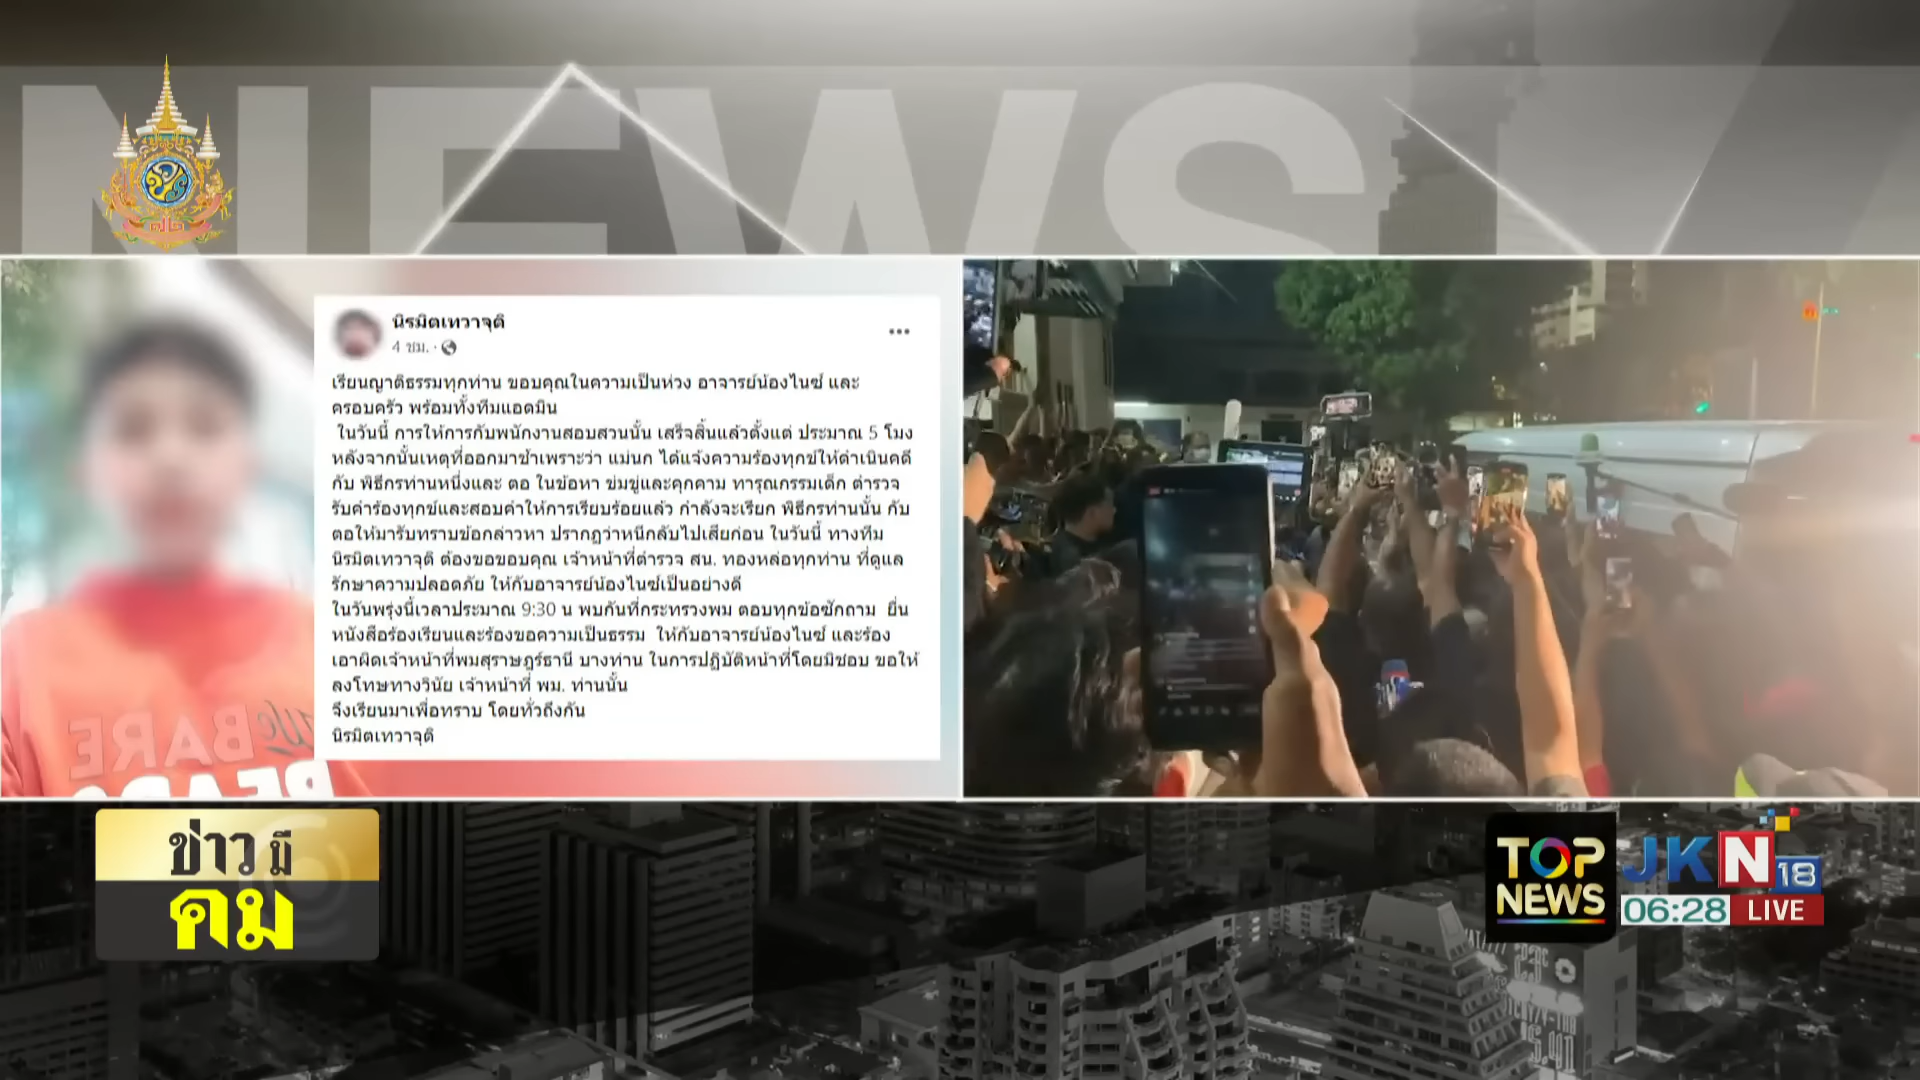 NEWS
นิรมิตเทวาจุติ
4 ชม.
เรียนญาติธรรมทุกท่าน ขอบคุณในความเป็นห่วง อาจารย์น้องไนซ์ และ
ครอบครัว พร้อมทั้งทีมแอดมิน
ในวันนี้ การให้การกับพนักงานสอบสวนนั้น เสร็จสิ้นแล้วตั้งแต่ ประมาณ 5 โมง
หลังจากนั้นเหตุที่ออกมาช้าเพราะว่า แม่นก ได้แจ้งความร้องทุกข์ให้ดำเนินคดี
กับ พิธีกรท่านหนึ่งและ ตอ ในข้อหา ข่มขู่และคุกคาม ทารุณกรรมเด็ก ตำรวจ
รับคำร้องทุกข์และสอบคำให้การเรียบร้อยแล้ว กำลังจะเรียก พิธีกรท่านนั้น กับ
ตอให้มารับทราบข้อกล่าวหา ปรากฏว่าหนีกลับไปเสียก่อน ในวันนี้ ทางทีม
นิรมิตเทวาจุติ ต้องขอขอบคุณ เจ้าหน้าที่ตำรวจ สน. ทองหล่อทุกท่าน ที่ดูแล
รักษาความปลอดภัย ให้กับอาจารย์น้องไนซ์เป็นอย่างดี
ในวันพรุ่งนี้เวลาประมาณ 9:30 น พบกันที่กระทรวงพม ตอบทุกข้อซักถาม ยื่น
หนังสือร้องเรียนและร้องขอความเป็นธรรม ให้กับอาจารย์น้องไนซ์ และร้อง
เอาผิดเจ้าหน้าที่พมสุราษฎร์ธานี บางท่าน ในการปฏิบัติหน้าที่โดยมิชอบ ขอให้
ลงโทษทางวินัย เจ้าหน้าที่ พม. ท่านนั้น
จึงเรียนมาเพื่อทราบ โดยทั่วถึงกัน
นิรมิตเทวาจุติ
BARE
ข่าวมี
คม
TOP
NEWS
JKN18
06:28 LIVE